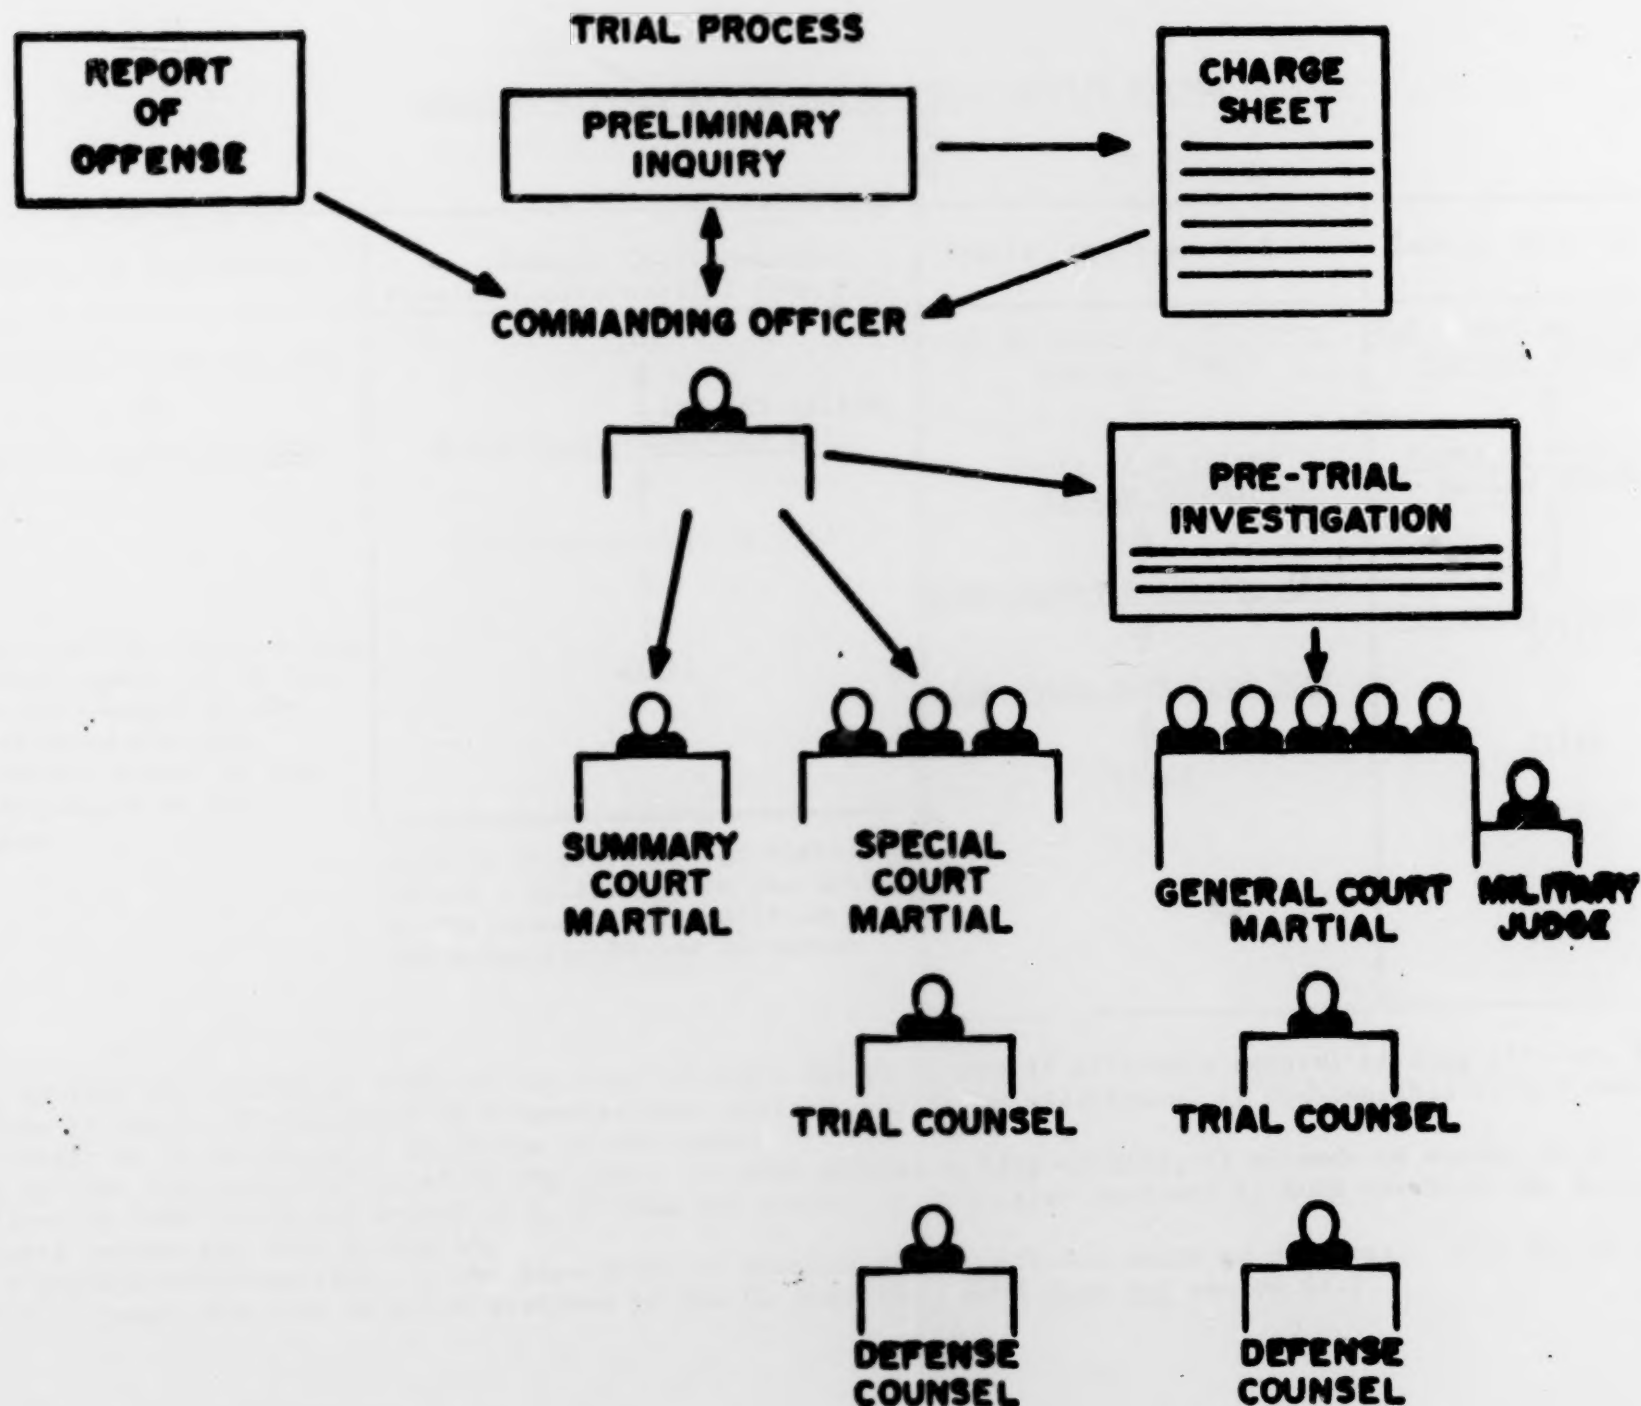 TRIAL PROCESS
REPORT
OF
OFFENSE
PRELIMINARY
INQUIRY
CHARGE
SHEET
COMMANDING OFFICER
PRE-TRIAL
INVESTIGATION
SUMMARY
COURT
MARTIAL
SPECIAL
COURT
MARTIAL
GENERAL COURT
MARTIAL
MILITARY
JUDGE
TRIAL COUNSEL
TRIAL COUNSEL
DEFENSE
COUNSEL
DEFENSE
COUNSEL